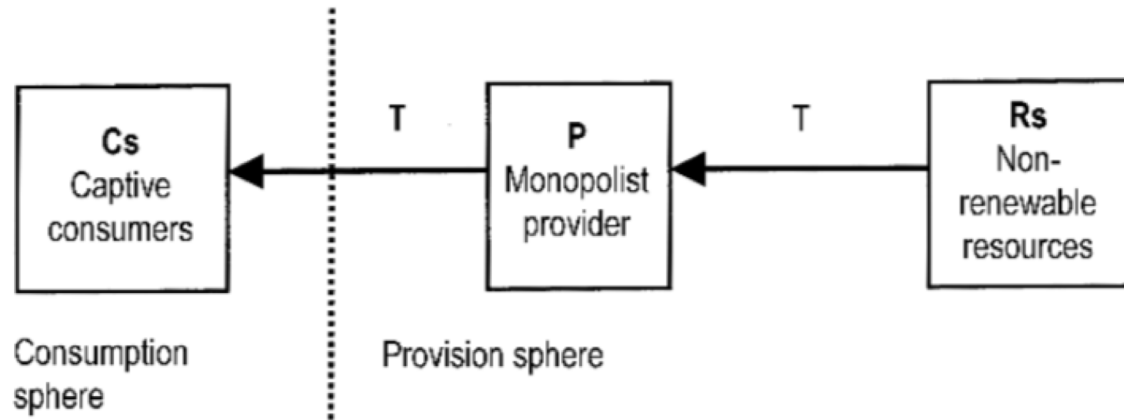 Cs
Captive
consumers
T
P
Monopolist
provider
T
Rs
Non-
renewable
resources
Consumption
sphere
Provision sphere